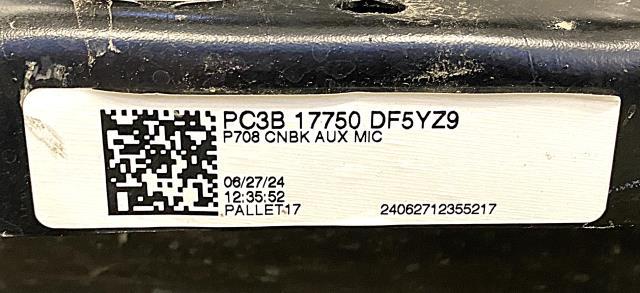 PC3B 17750 DF5YZ9
P708 CNBK AUX MIC
06/27/24
12:35:52
PALLET17 24062712355217